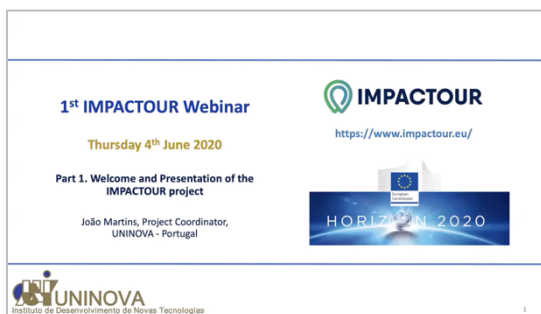 1st IMPACTOUR Webinar
Thursday 4th June 2020
Part 1. Welcome and Presentation of the
IMPACTOUR project
João Martins, Project Coordinator,
UNINOVA - Portugal
IMPACTOUR
https://www.impactour.eu/
European
Commission
HORIZON 2020
UNINOVA
Instituto de Desenvolvimento de Novas Tecnologias
1